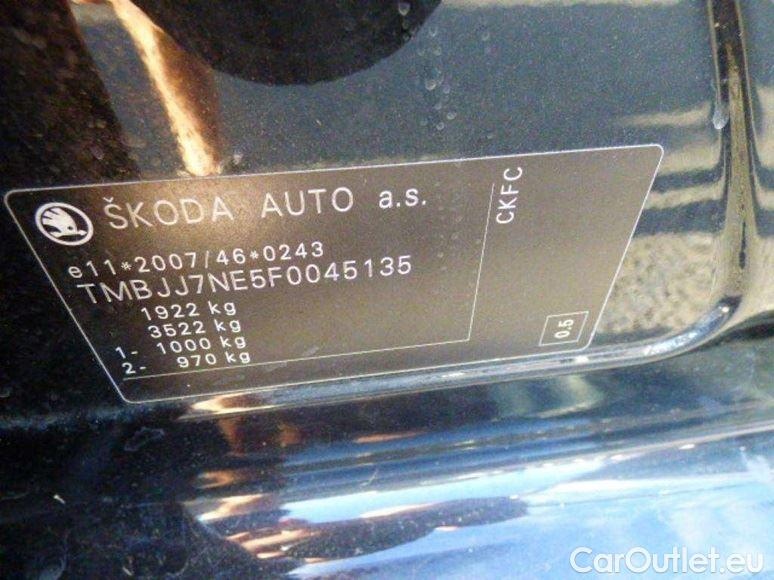 ŠKODA AUTO a.s.
e11*2007/46*0243
TMBJJ7NE5F0045135
1922 kg
3522 kg
1- 1000 kg
2- 970 kg
CKFC
0.5
CarOutlet.eu